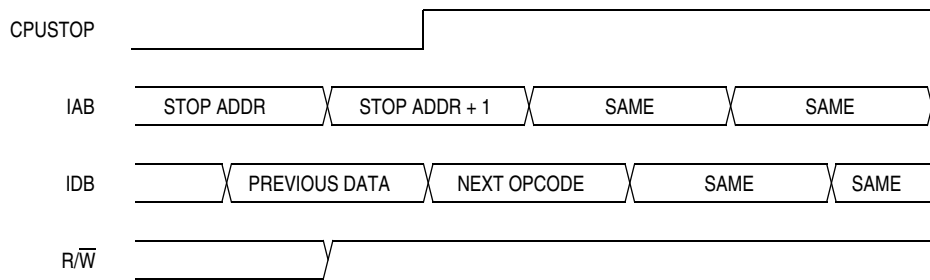 CPUSTOP
IAB STOP ADDR STOP ADDR + 1 SAME SAME
IDB PREVIOUS DATA NEXT OPCODE SAME SAME
R/W̅